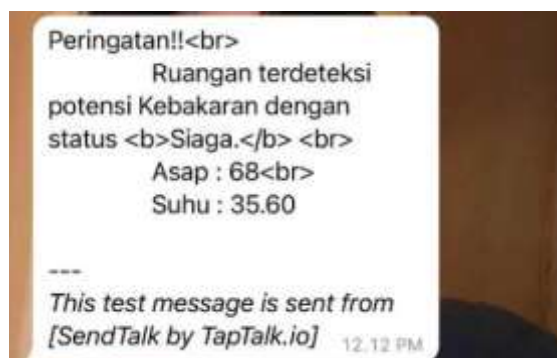 Peringatan!!<br>
Ruangan terdeteksi
potensi Kebakaran dengan
status <b>Siaga.</b> <br>
Asap : 68<br>
Suhu : 35.60
---
This test message is sent from
[SendTalk by TapTalk.io]
12.12 PM